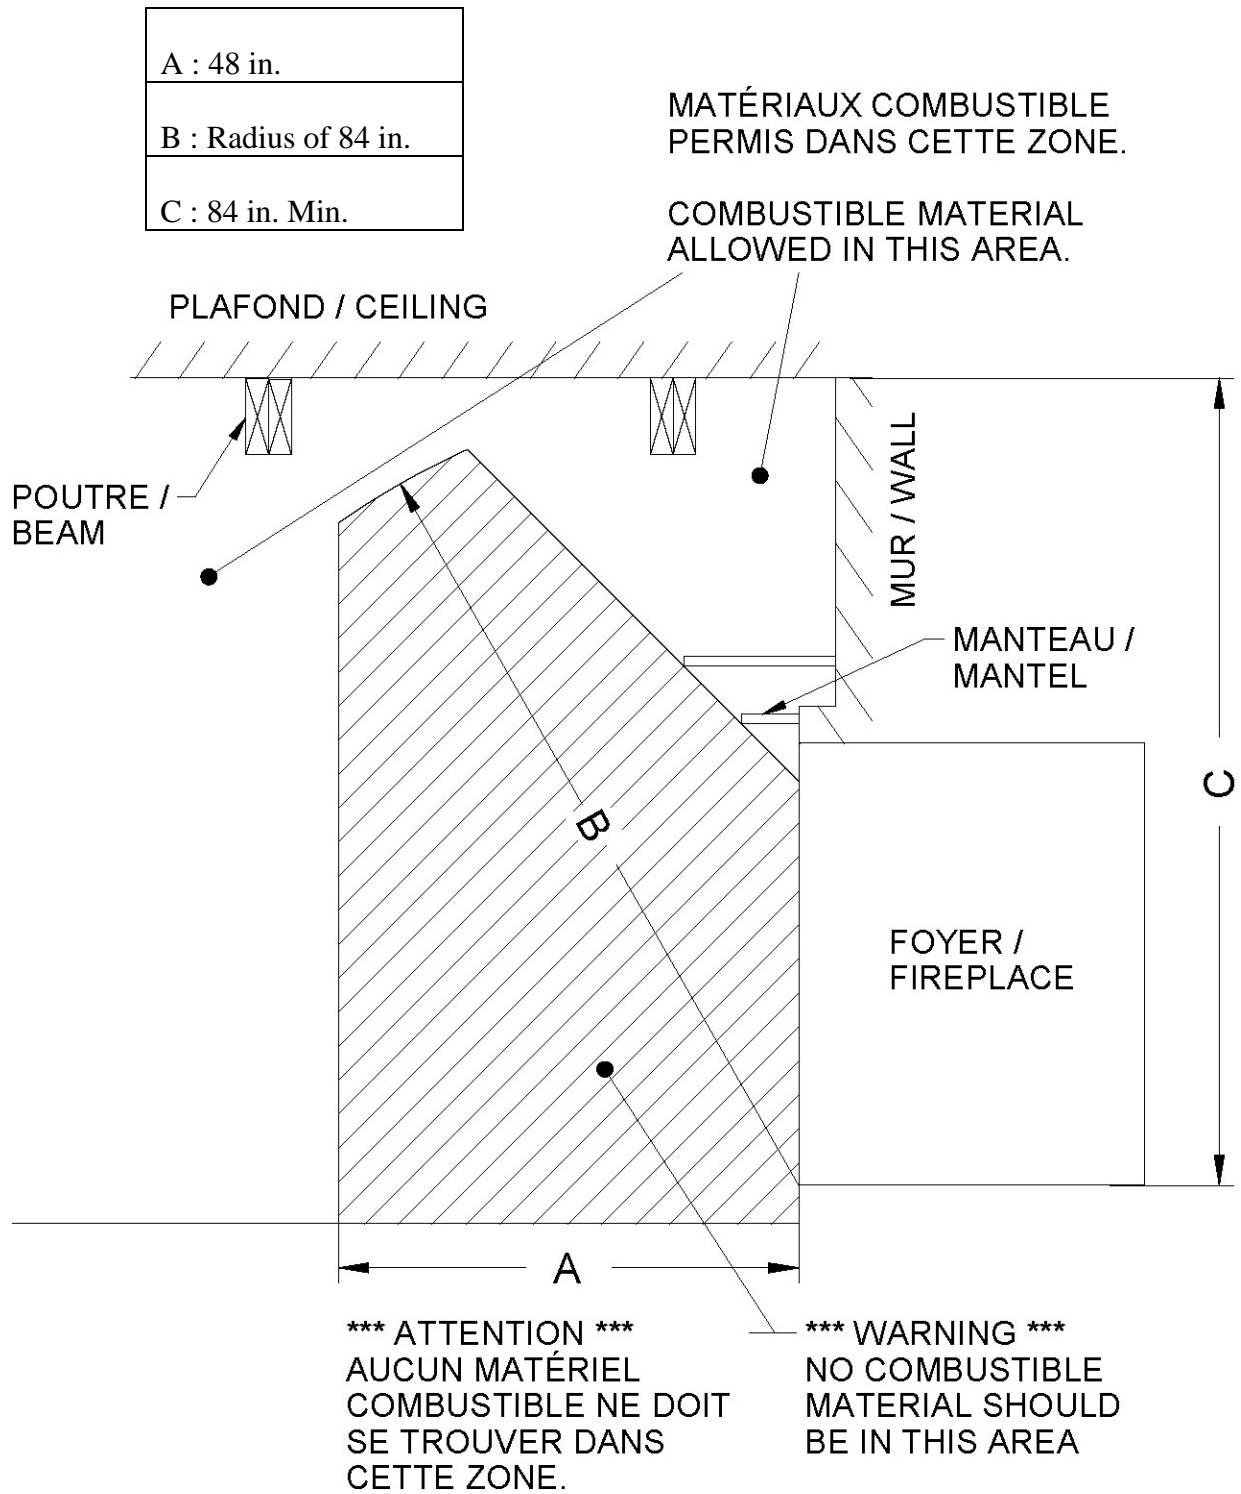 A : 48 in.
B : Radius of 84 in.
C : 84 in. Min.
MATÉRIAUX COMBUSTIBLE
PERMIS DANS CETTE ZONE.
COMBUSTIBLE MATERIAL
ALLOWED IN THIS AREA.
PLAFOND / CEILING
POUTRE /
BEAM
MUR / WALL
MANTEAU /
MANTEL
C
B
FOYER /
FIREPLACE
A
*** ATTENTION ***
AUCUN MATÉRIEL
COMBUSTIBLE NE DOIT
SE TROUVER DANS
CETTE ZONE.
*** WARNING ***
NO COMBUSTIBLE
MATERIAL SHOULD
BE IN THIS AREA